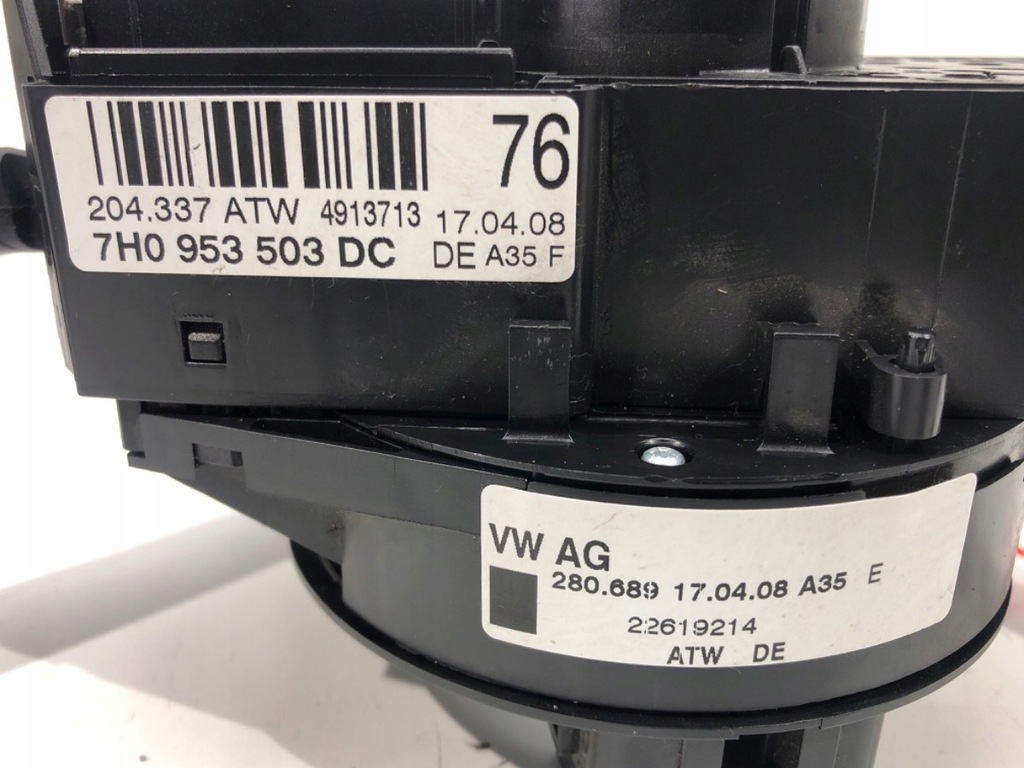 76
204.337 ATW 4913713 17.04.08
7H0 953 503 DC DE A35 F
VW AG
280.689 17.04.08 A35 E
22619214
ATW DE